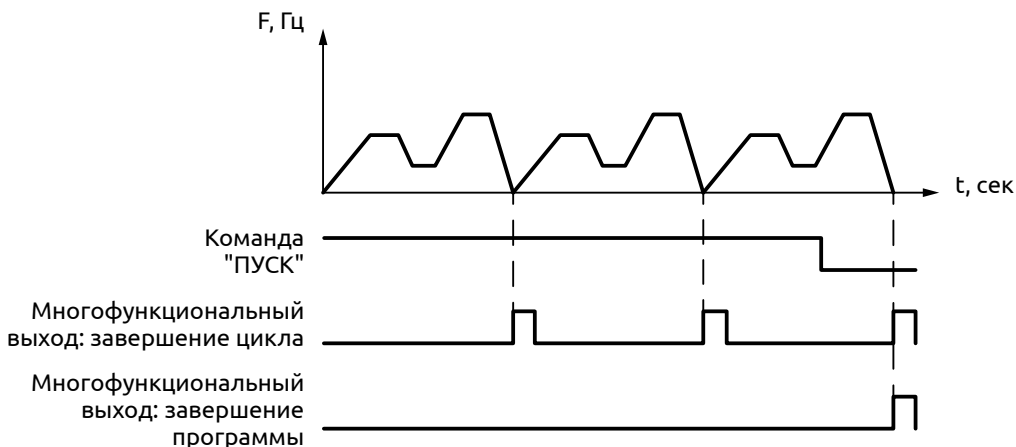 F, Гц
t, сек
Команда
"ПУСК"
Многофункциональный
выход: завершение цикла
Многофункциональный
выход: завершение
программы